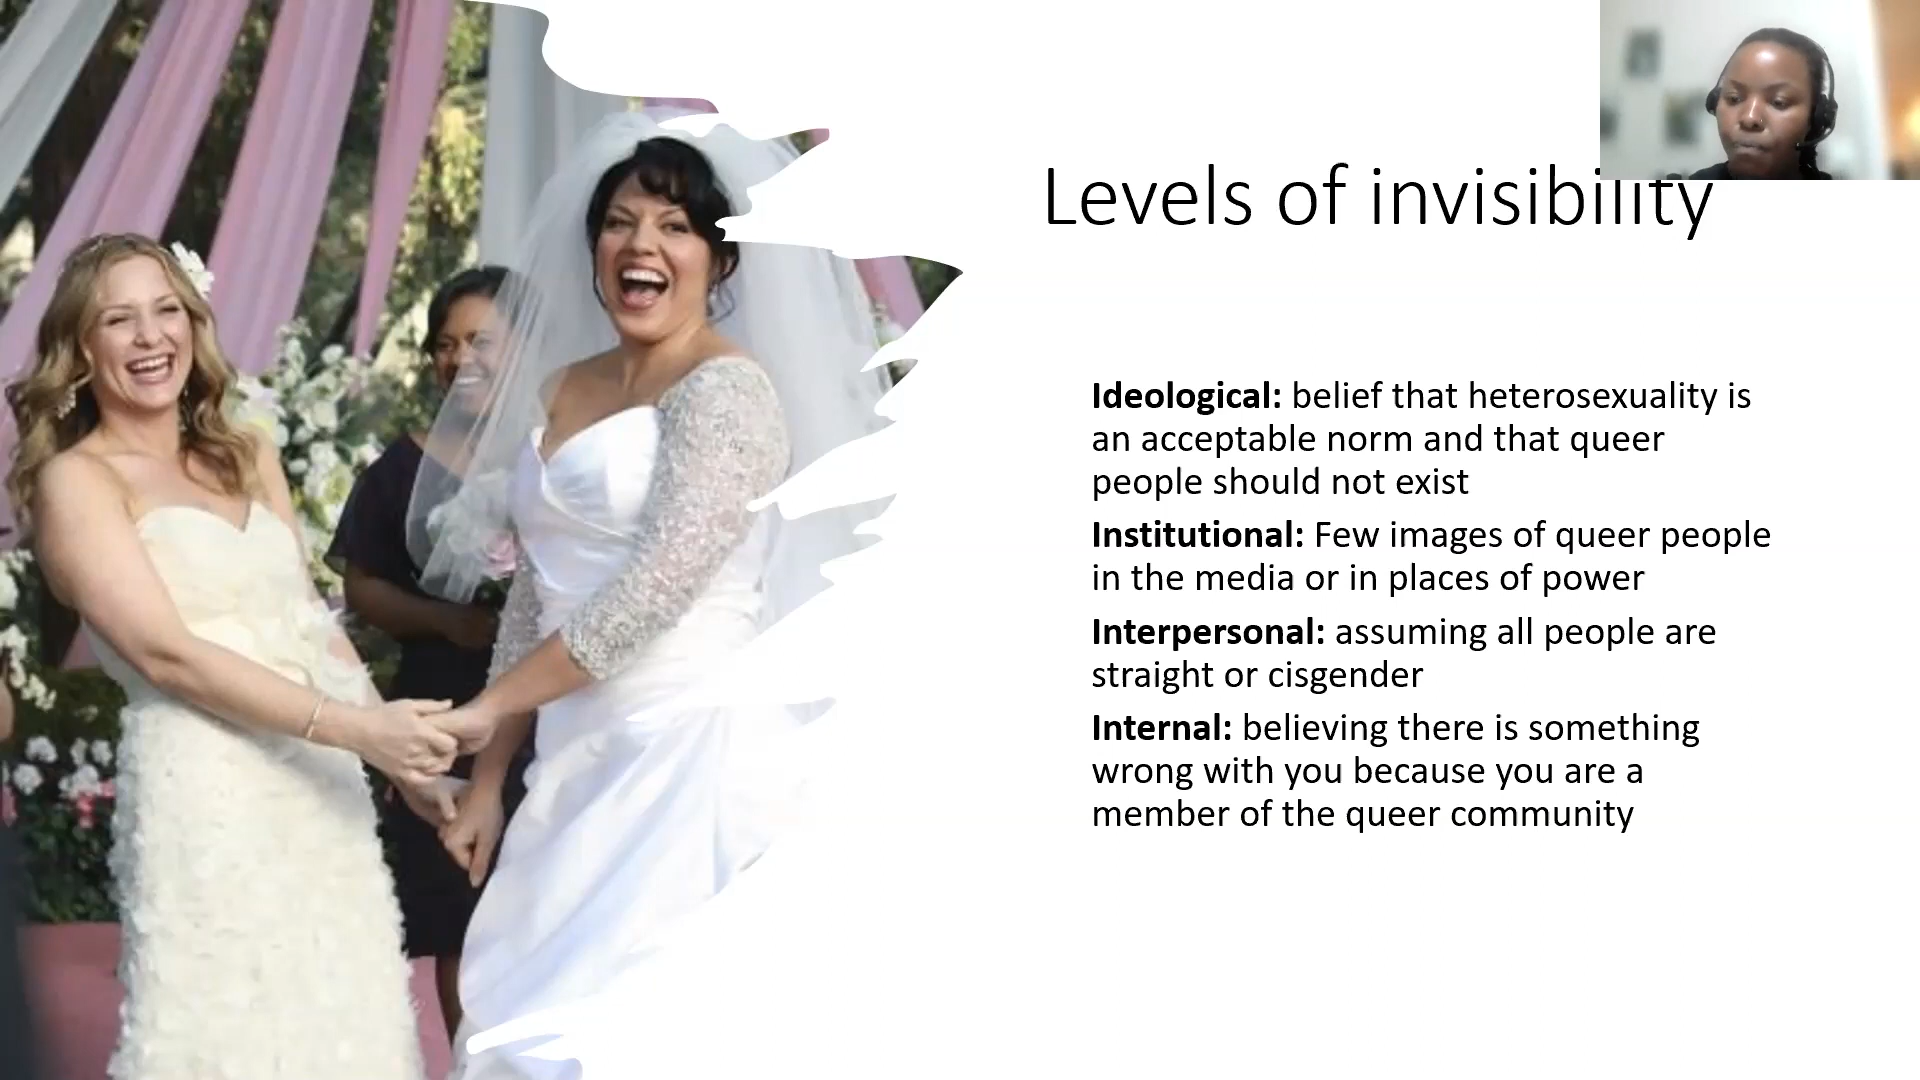 Levels of invisibility
Ideological: belief that heterosexuality is
an acceptable norm and that queer
people should not exist
Institutional: Few images of queer people
in the media or in places of power
Interpersonal: assuming all people are
straight or cisgender
Internal: believing there is something
wrong with you because you are a
member of the queer community